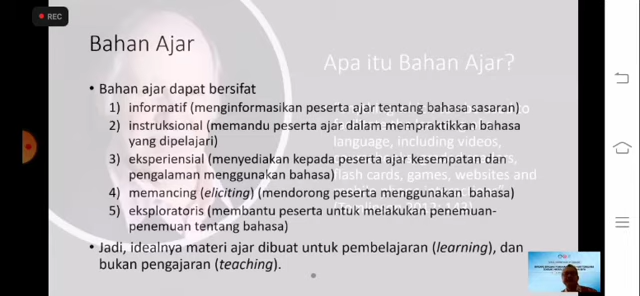 REC
Bahan Ajar
Apa itu Bahan Ajar?
• Bahan ajar dapat bersifat
1) informatif (menginformasikan peserta ajar tentang bahasa sasaran)
2) instruksional (memandu peserta ajar dalam mempraktikkan bahasa
yang dipelajari)
language, including videos,
3) eksperiensial (menyediakan kepada peserta ajar kesempatan dan
pengalaman menggunakan bahasa)
flash cards, games, websites and
4) memancing (eliciting) (mendorong peserta menggunakan bahasa)
5) eksploratoris (membantu peserta untuk melakukan penemuan-
penemuan tentang bahasa)
• Jadi, idealnya materi ajar dibuat untuk pembelajaran (learning), dan
bukan pengajaran (teaching).